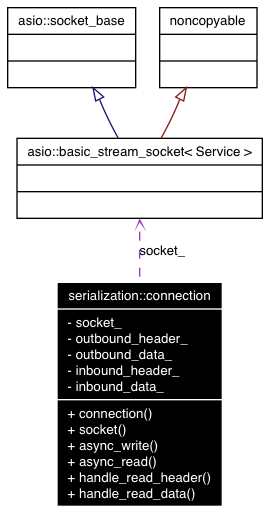 asio::socket_base
noncopyable
asio::basic_stream_socket< Service >
socket_
serialization::connection
- socket_
- outbound_header_
- outbound_data_
- inbound_header_
- inbound_data_
+ connection()
+ socket()
+ async_write()
+ async_read()
+ handle_read_header()
+ handle_read_data()